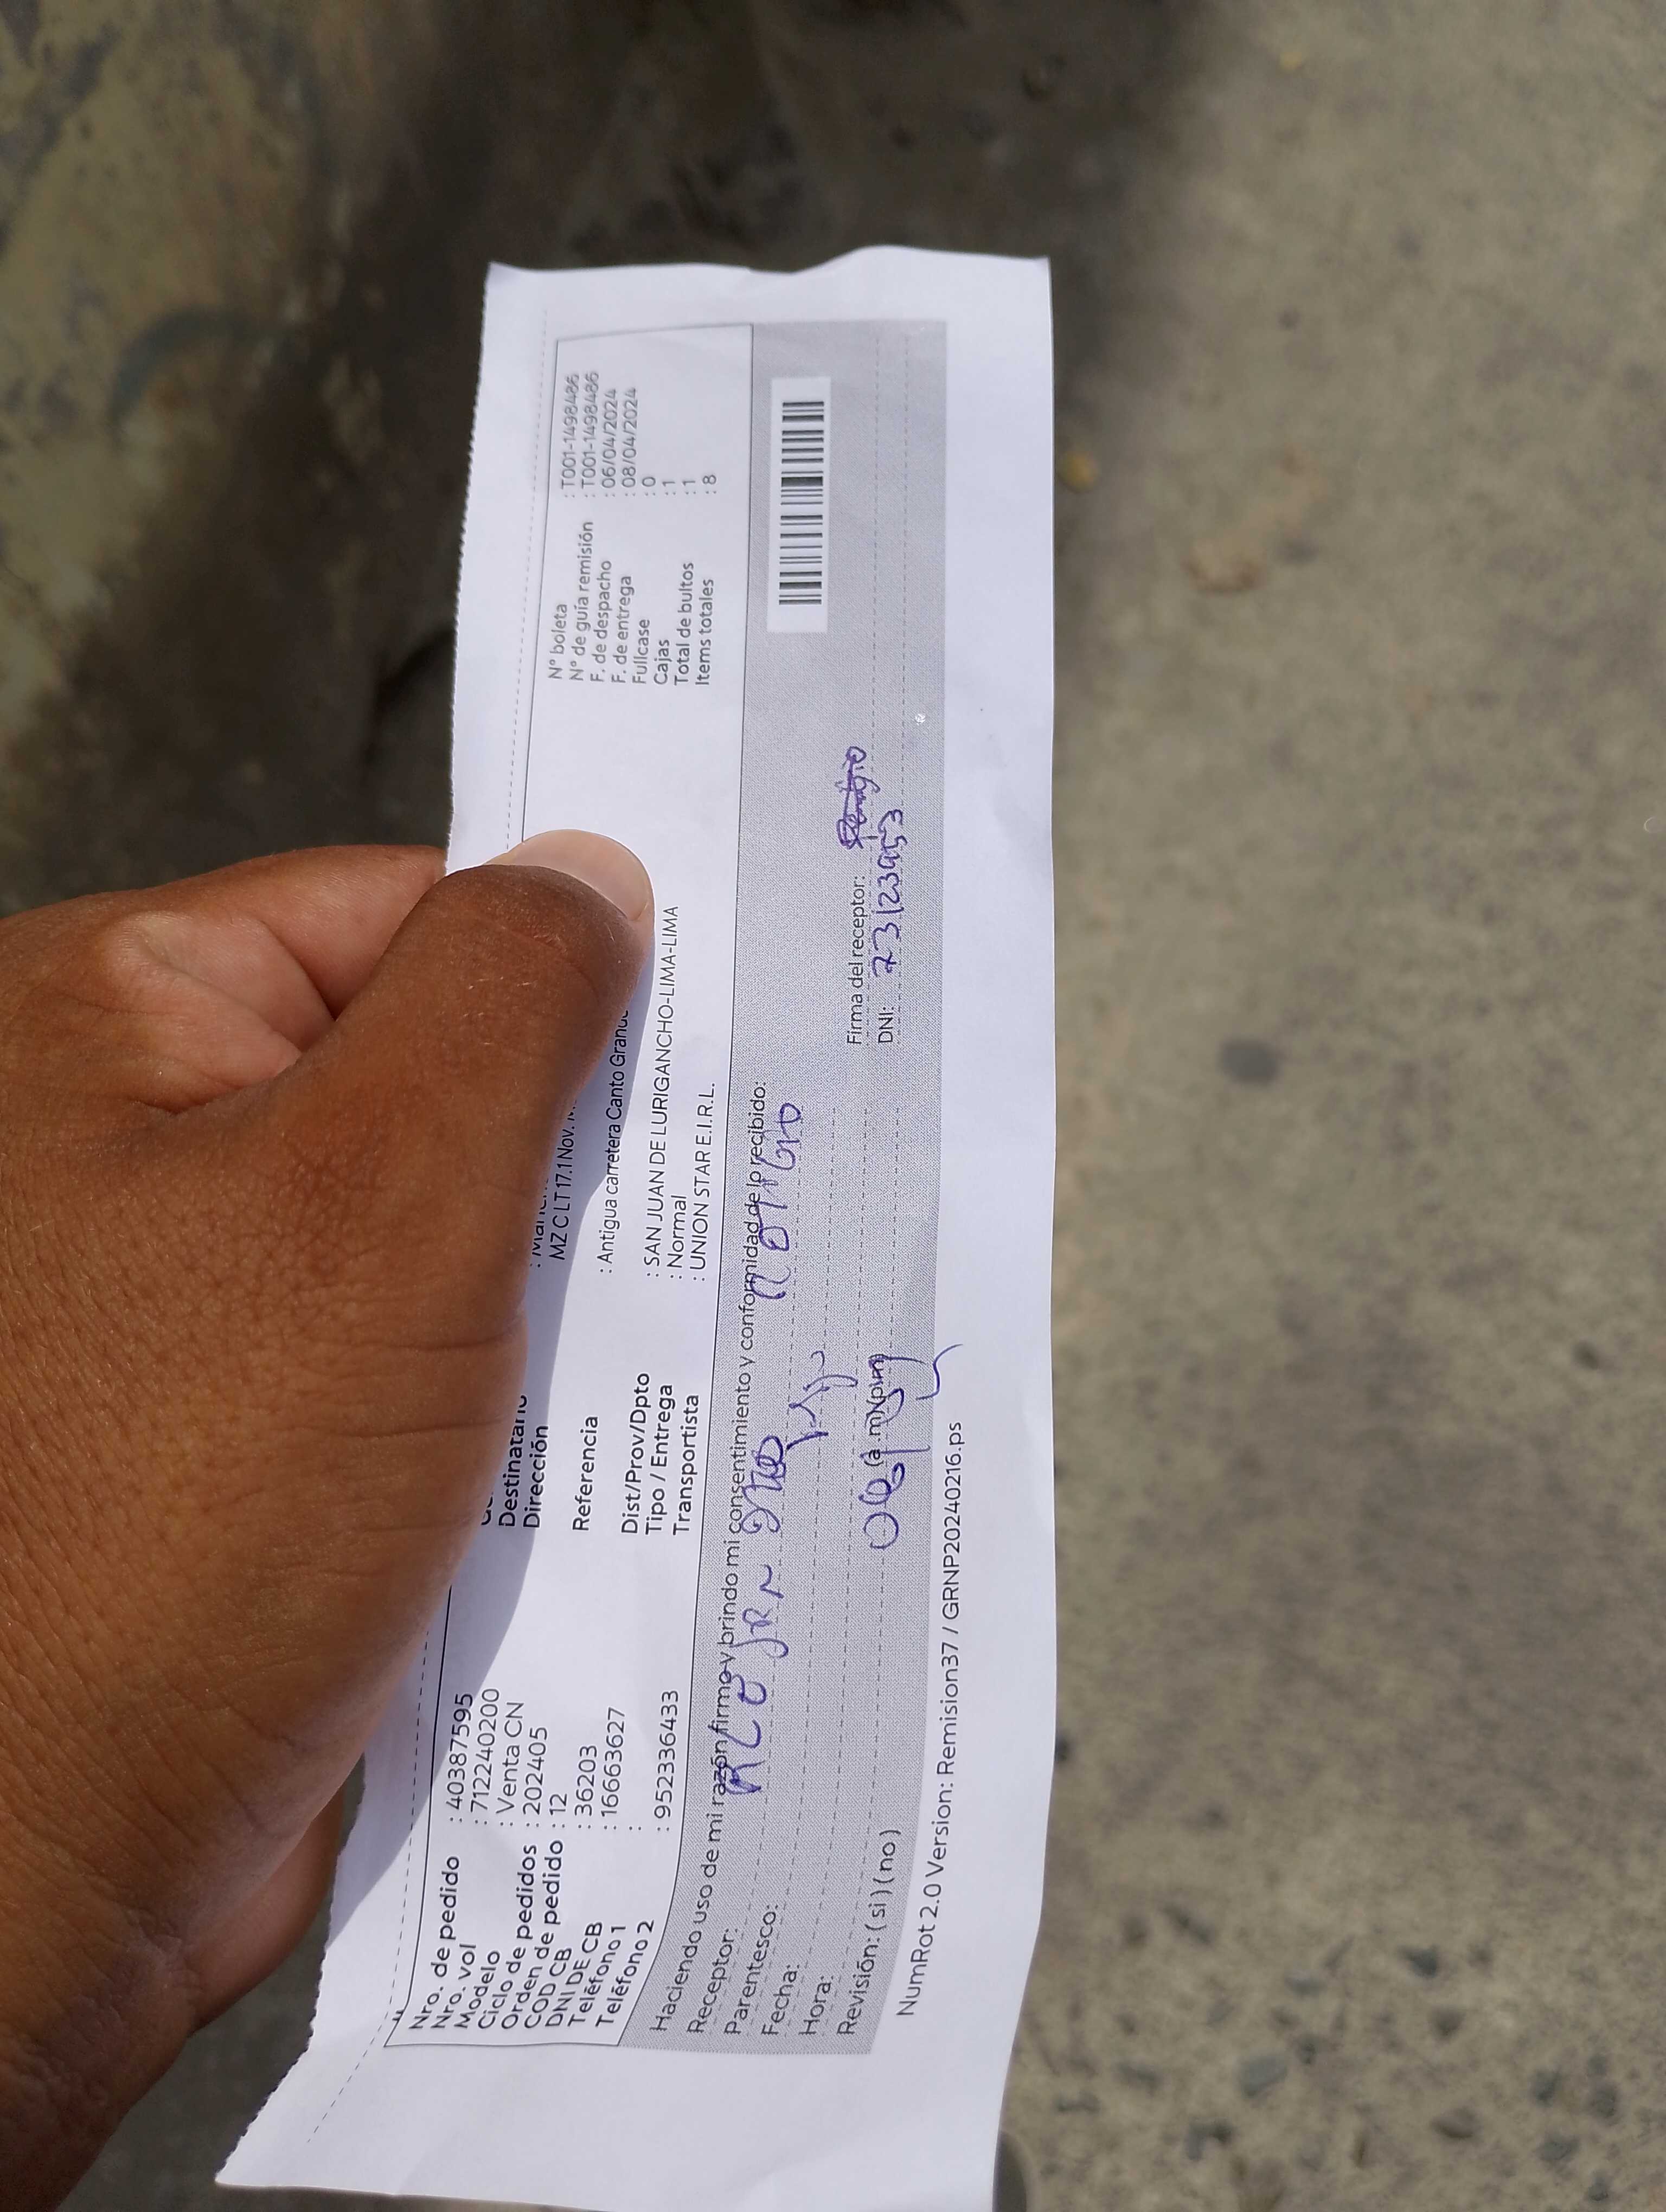 Nro. de pedido : 40387595
Nro. vol : 7122402​00
Modelo : Venta CN
Ciclo de pedidos : 202405
Orden de pedido : 12
COD CB : 36203
DNI DE CB : 16663627
Teléfono 1 :
Teléfono 2 : 952336433
Destinatario
Dirección : MZ C LT 17.1 Nov.
Referencia : Antigua carretera Canto Grande
Dist/Prov/Dpto : SAN JUAN DE LURIGANCHO-LIMA-LIMA
Tipo / Entrega : Normal
Transportista : UNION STAR E.I.R.L.
N° boleta : T001-1498486
N° de guía remisión : T001-1498486
F. de despacho : 06/04/2024
F. de entrega : 08/04/2024
Fullcase : 0
Cajas : 1
Total de bultos : 1
Items totales : 8
Haciendo uso de mi razón firmo y brindo mi consentimiento y conformidad de lo recibido:
Receptor:
Parentesco:
Fecha:
Hora: (a.m)(p.m)
Revisión: (si) (no)
Firma del receptor:
DNI: 23123953
NumRot 2.0 Version: Remision37 / GRNP20240216.ps